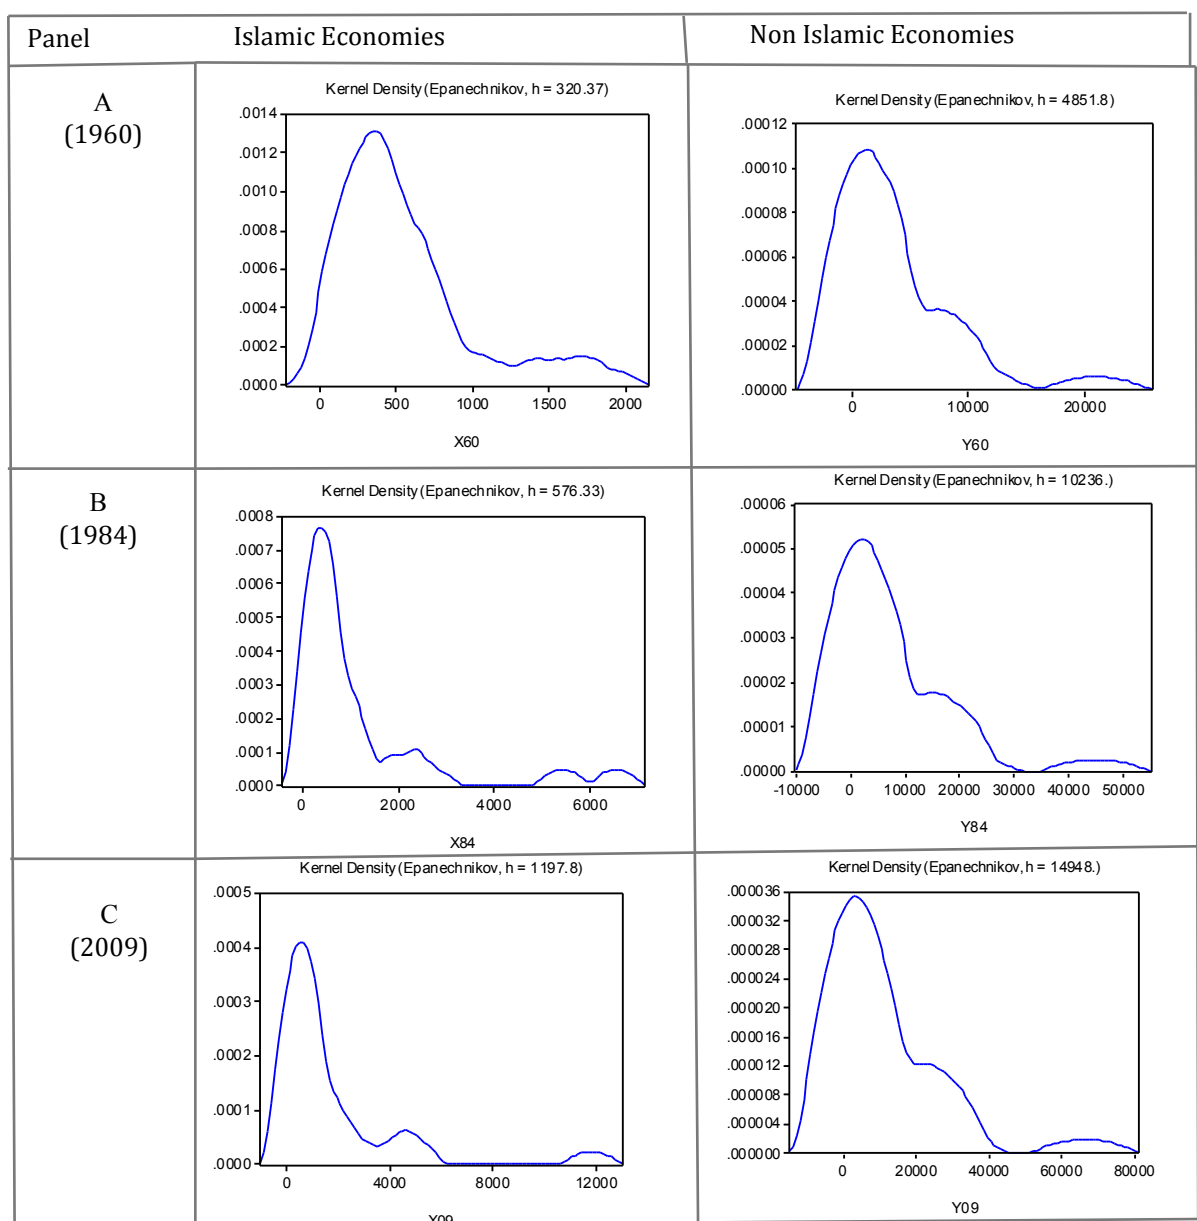 Panel Islamic Economies Non Islamic Economies
A
(1960)
Kernel Density (Epanechnikov, h = 320.37)
.0014
.0012
.0010
.0008
.0006
.0004
.0002
.0000
0 500 1000 1500 2000
X60
Kernel Density (Epanechnikov, h = 4851.8)
.00012
.00010
.00008
.00006
.00004
.00002
.00000
0 10000 20000
Y60
B
(1984)
Kernel Density (Epanechnikov, h = 576.33)
.0008
.0007
.0006
.0005
.0004
.0003
.0002
.0001
.0000
0 2000 4000 6000
X84
Kernel Density (Epanechnikov, h = 10236.)
.00006
.00005
.00004
.00003
.00002
.00001
.00000
-10000 0 10000 20000 30000 40000 50000
Y84
C
(2009)
Kernel Density (Epanechnikov, h = 1197.8)
.0005
.0004
.0003
.0002
.0001
.0000
0 4000 8000 12000
Y09
Kernel Density (Epanechnikov, h = 14948.)
.000036
.000032
.000028
.000024
.000020
.000016
.000012
.000008
.000004
.000000
0 20000 40000 60000 80000
Y09